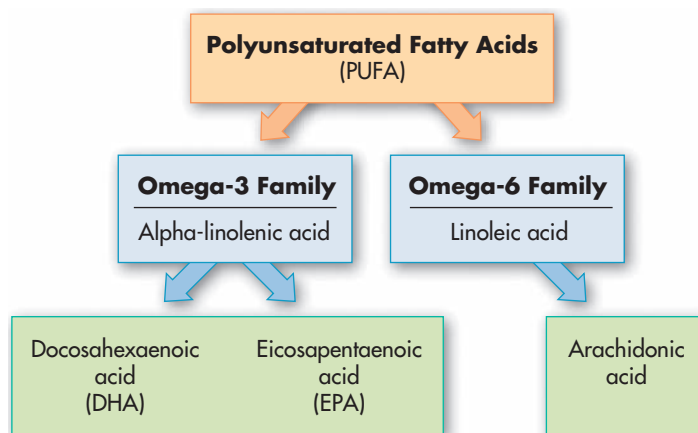 Polyunsaturated Fatty Acids
(PUFA)
Omega-3 Family
Alpha-linolenic acid
Omega-6 Family
Linoleic acid
Docosahexaenoic
acid
(DHA)
Eicosapentaenoic
acid
(EPA)
Arachidonic
acid